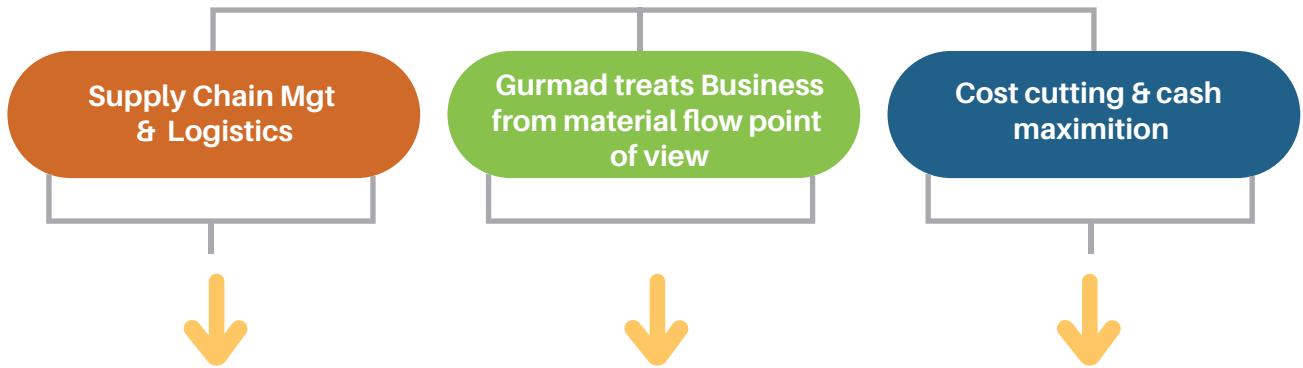 Supply Chain Mgt
& Logistics
Gurmad treats Business
from material flow point
of view
Cost cutting & cash
maximition